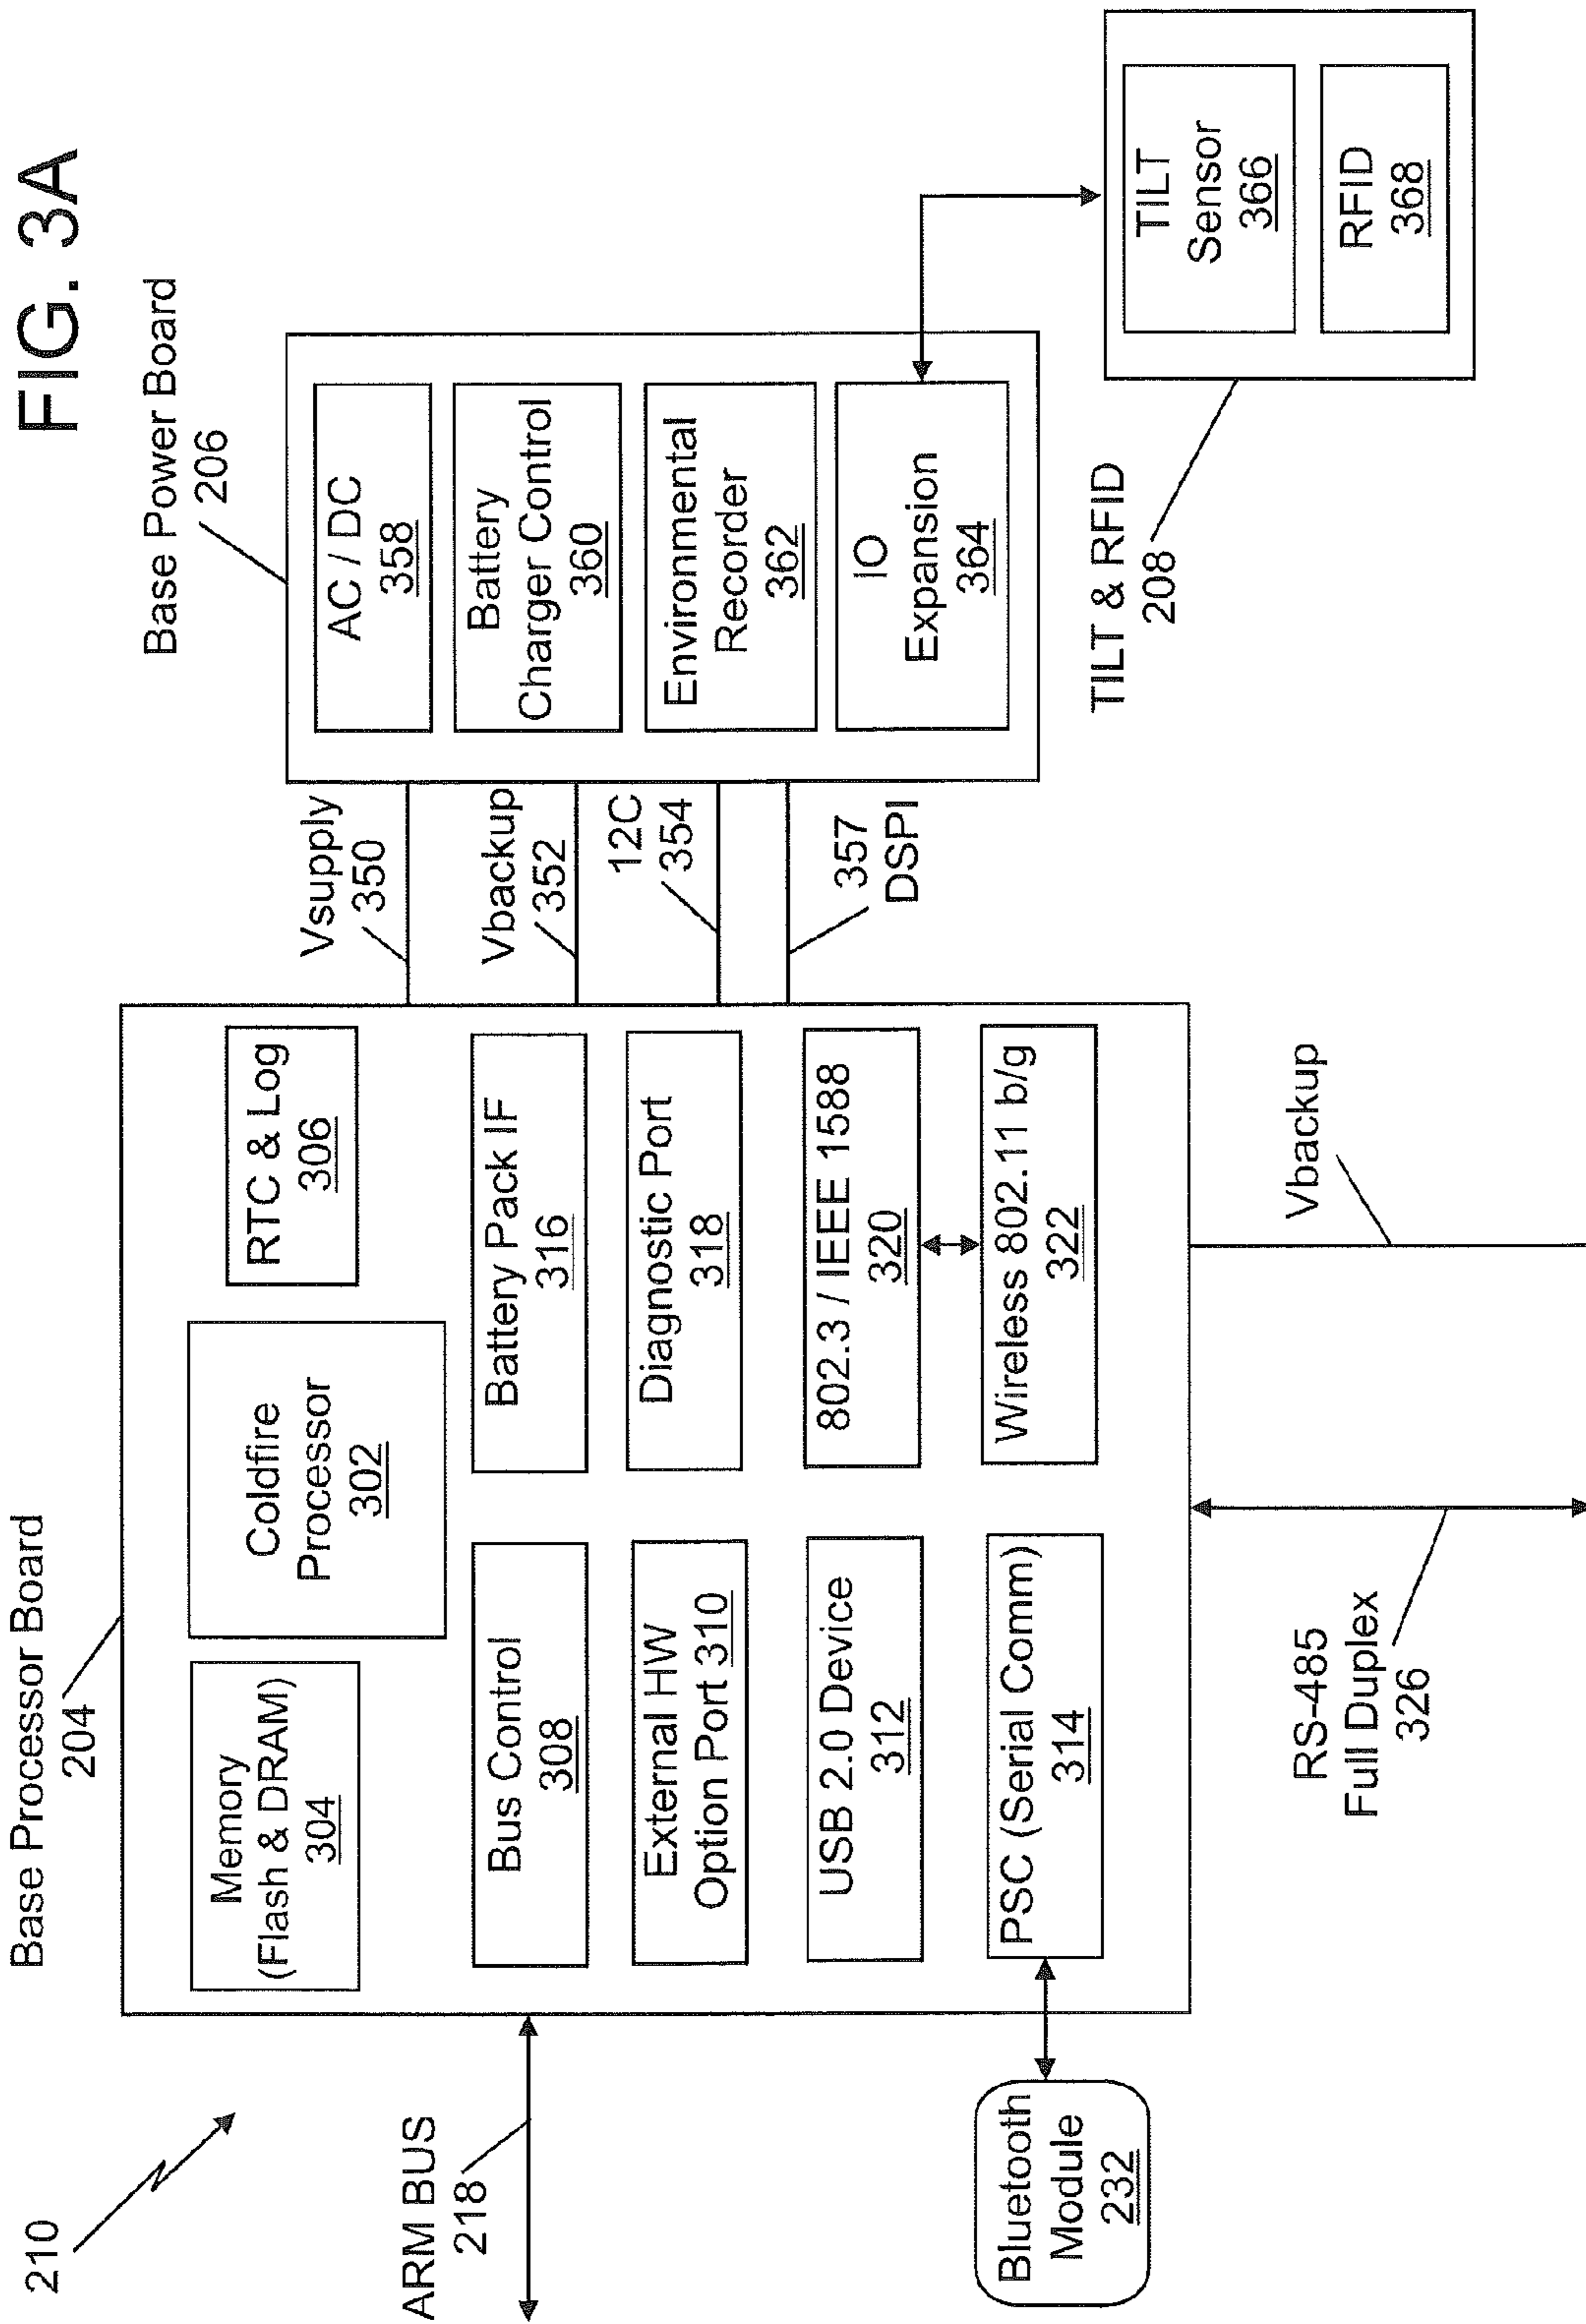 FIG. 3A
210
Base Processor Board
204
Base Power Board
206
Memory
(Flash & DRAM)
304
Coldfire
Processor
302
RTC & Log
306
Bus Control
308
Battery Pack IF
316
External HW
Option Port 310
Diagnostic Port
318
USB 2.0 Device
312
802.3 / IEEE 1588
320
PSC (Serial Comm)
314
Wireless 802.11 b/g
322
ARM BUS
218
Bluetooth
Module
232
Vsupply
350
Vbackup
352
12C
354
357
DSPI
AC / DC
358
Battery
Charger Control
360
Environmental
Recorder
362
IO
Expansion
364
TILT & RFID
208
TILT
Sensor
366
RFID
368
RS-485
Full Duplex
326
Vbackup